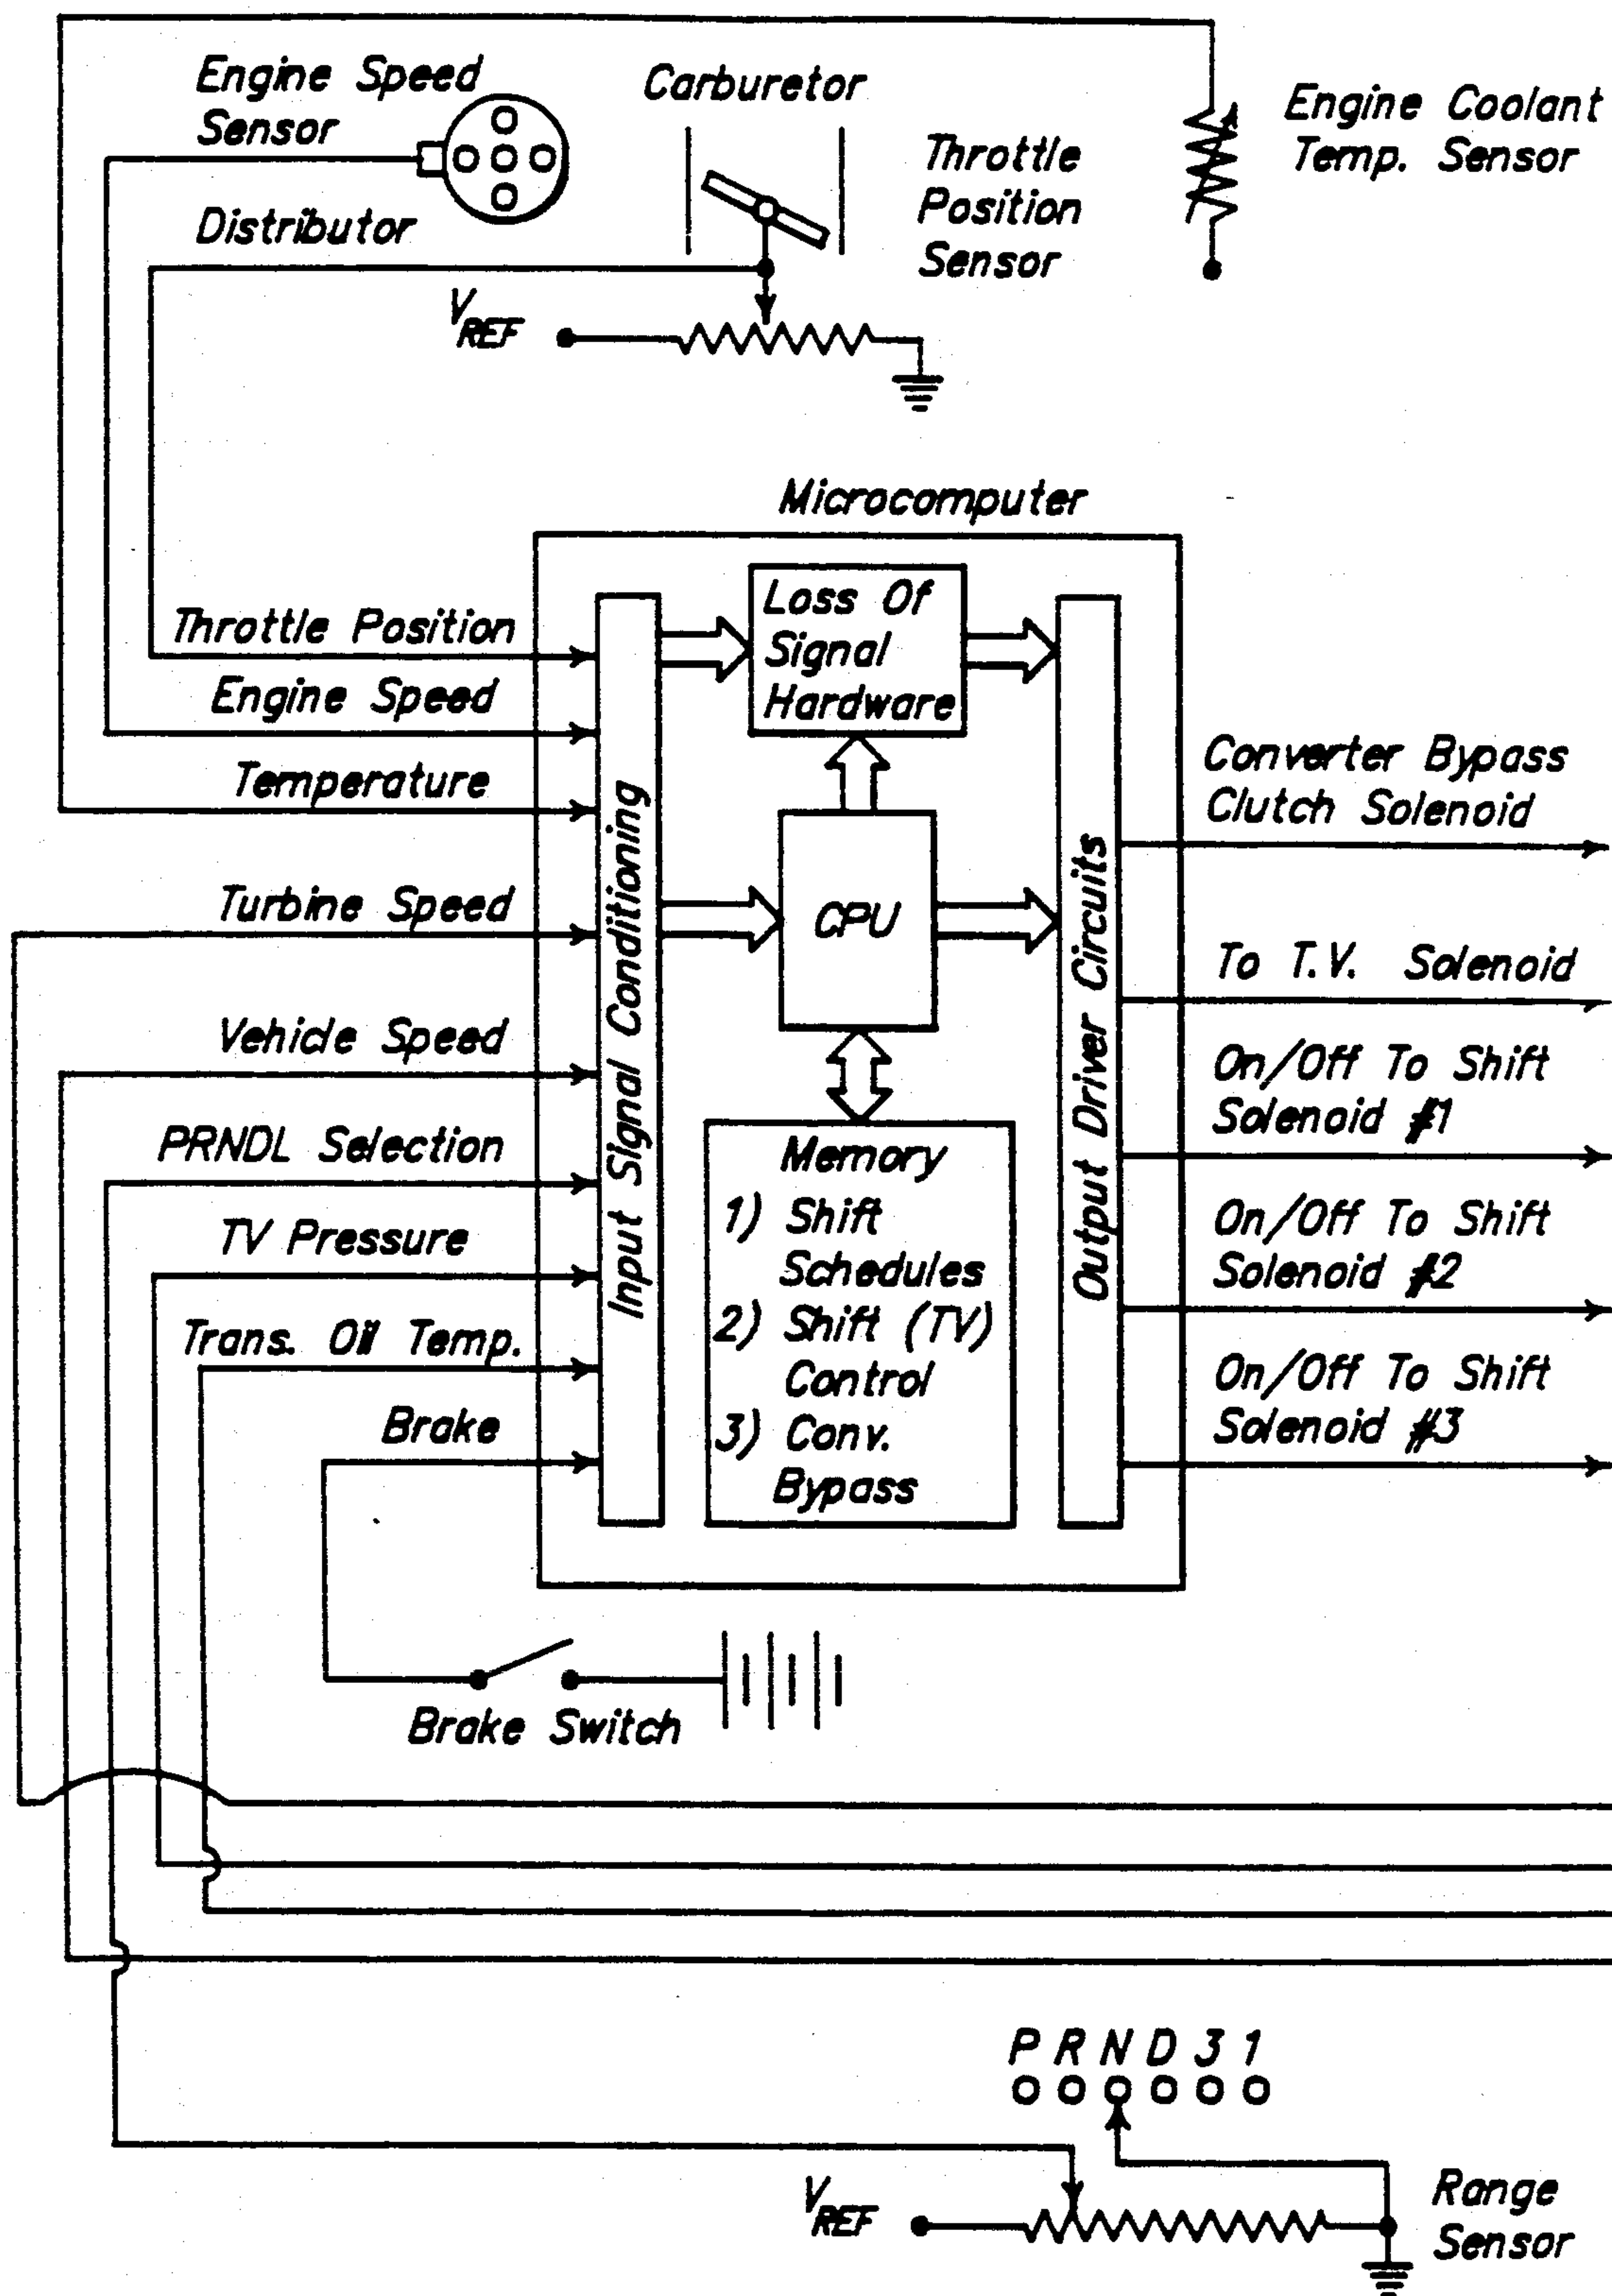 Engine Speed
Sensor
Distributor
Carburetor
Throttle
Position
Sensor
Engine Coolant
Temp. Sensor
V REF
Microcomputer
Throttle Position
Engine Speed
Temperature
Turbine Speed
Vehicle Speed
PRNDL Selection
TV Pressure
Trans. Oil Temp.
Brake
Input Signal Conditioning
Loss Of
Signal
Hardware
CPU
Memory
1) Shift
Schedules
2) Shift (TV)
Control
3) Conv.
Bypass
Output Driver Circuits
Converter Bypass
Clutch Solenoid
To T.V. Solenoid
On/Off To Shift
Solenoid #1
On/Off To Shift
Solenoid #2
On/Off To Shift
Solenoid #3
Brake Switch
P R N D 3 1
V REF
Range
Sensor